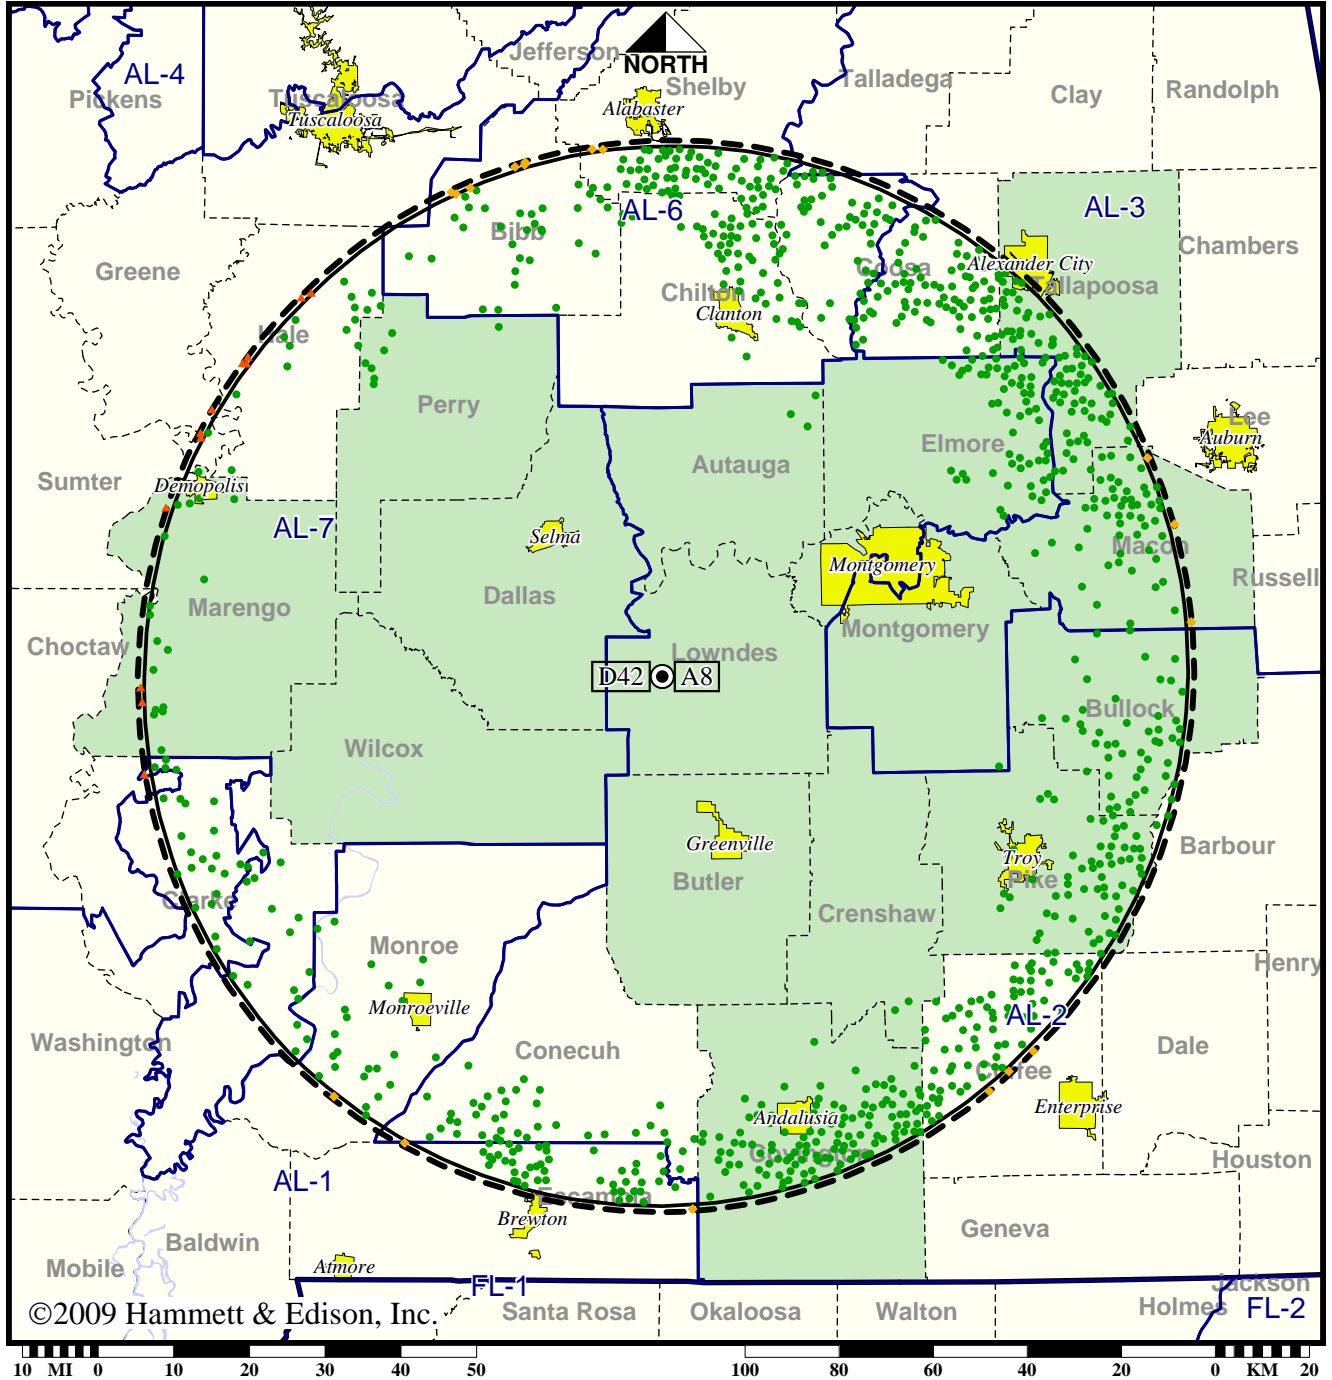 Jefferson
NORTH
AL-4
Pickens
Tuscaloosa
Tuscaloosa
Alabaster
Shelby
Talladega
Clay
Randolph
AL-6
AL-3
Bibb
Greene
Chambers
Coosa
Alexander City
Tallapoosa
Chilton
Clanton
Hale
Perry
Lee
Auburn
Elmore
Autauga
Sumter
Demopolis
AL-7
Selma
Macon
Montgomery
Russell
Dallas
Marengo
Montgomery
Choctaw
Lowndes
D42
A8
Bullock
Wilcox
Greenville
Barbour
Troy
Pike
Butler
Clarke
Crenshaw
Monroe
Henry
Monroeville
AL-2
Washington
Conecuh
Dale
Coffee
Enterprise
Andalusia
Covington
Houston
AL-1
Escambia
Brewton
Geneva
Baldwin
Mobile
Atmore
FL-1
Jackson
Holmes
FL-2
Santa Rosa
Okaloosa
Walton
©2009 Hammett & Edison, Inc.
10 MI 0 10 20 30 40 50 100 80 60 40 20 0 KM 20